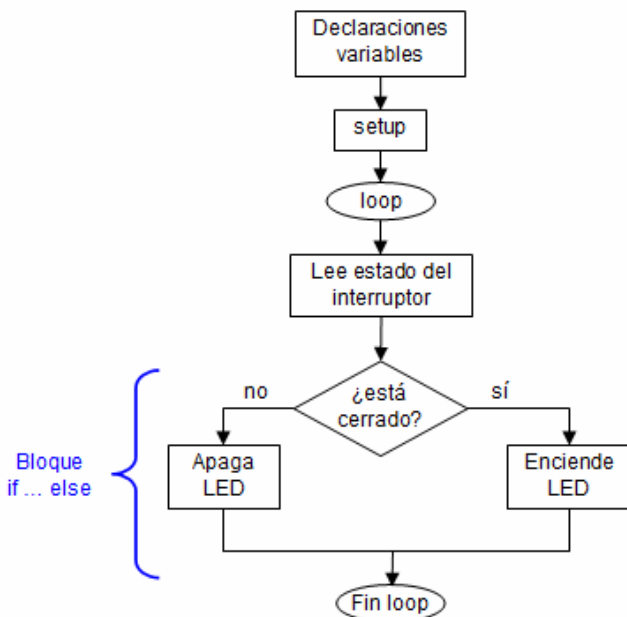 Declaraciones
variables
setup
loop
Lee estado del
interruptor
¿está
cerrado?
no
sí
Bloque
if ... else
Apaga
LED
Enciende
LED
Fin loop